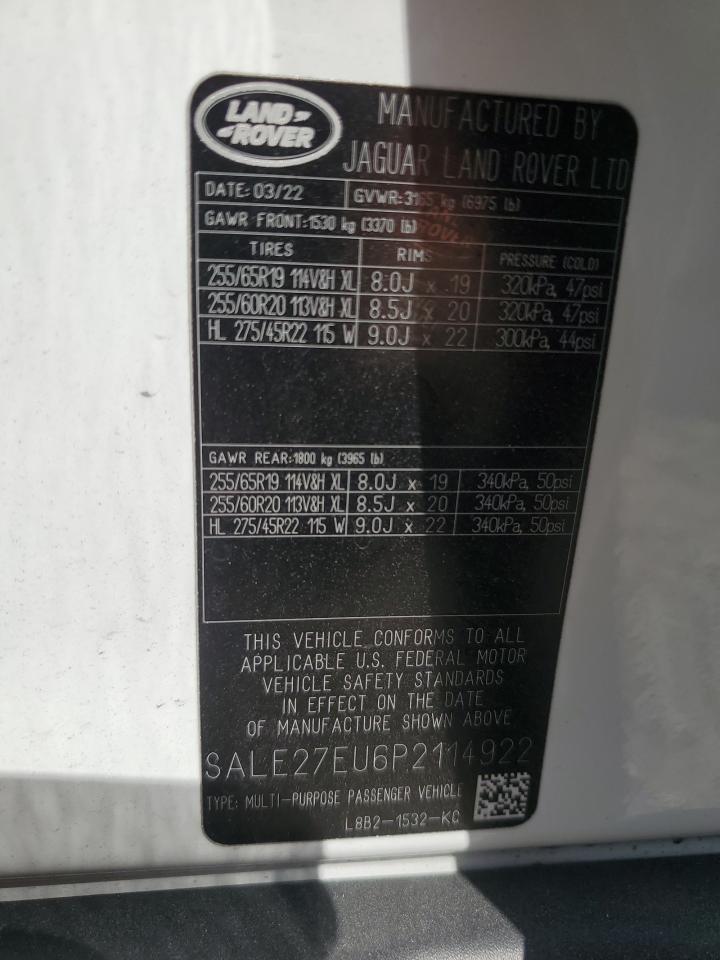 LAND ROVER
MANUFACTURED BY
JAGUAR LAND ROVER LTD
DATE: 03/22 GVWR: 3165 kg (6975 lb)
GAWR FRONT: 1530 kg (3370 lb)
TIRES RIMS PRESSURE (COLD)
255/65R19 114V&H XL 8.0J x 19 320kPa, 47psi
255/60R20 113V&H XL 8.5J x 20 320kPa, 47psi
HL 275/45R22 115 W 9.0J x 22 300kPa, 44psi
GAWR REAR: 1800 kg (3965 lb)
255/65R19 114V&H XL 8.0J x 19 340kPa, 50psi
255/60R20 113V&H XL 8.5J x 20 340kPa, 50psi
HL 275/45R22 115 W 9.0J x 22 340kPa, 50psi
THIS VEHICLE CONFORMS TO ALL
APPLICABLE U.S. FEDERAL MOTOR
VEHICLE SAFETY STANDARDS
IN EFFECT ON THE DATE
OF MANUFACTURE SHOWN ABOVE
SALE27EU6P2114922
TYPE: MULTI-PURPOSE PASSENGER VEHICLE
L8B2-1532-KC